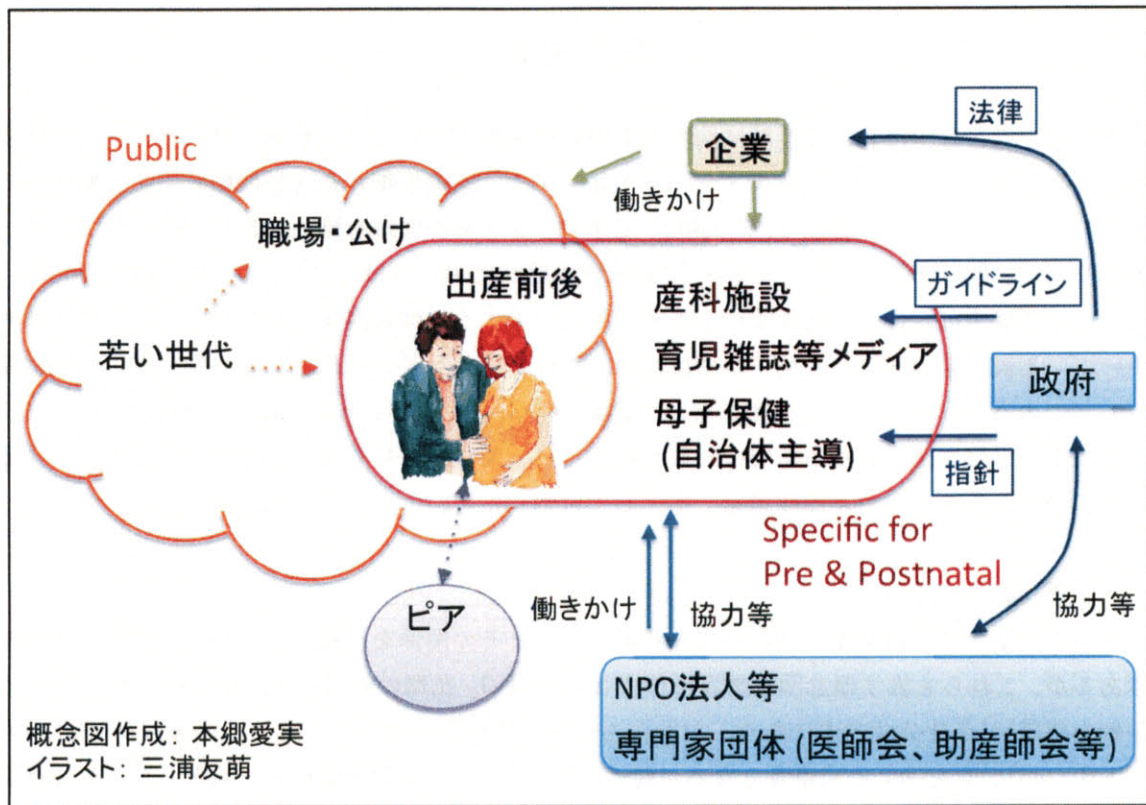 Public
職場・公け
若い世代
出産前後
企業
働きかけ
法律
産科施設
育児雑誌等メディア
母子保健
(自治体主導)
ガイドライン
政府
指針
Specific for
Pre & Postnatal
ピア
働きかけ
協力等
協力等
NPO法人等
専門家団体 (医師会、助産師会等)
概念図作成: 本郷愛実
イラスト: 三浦友萌